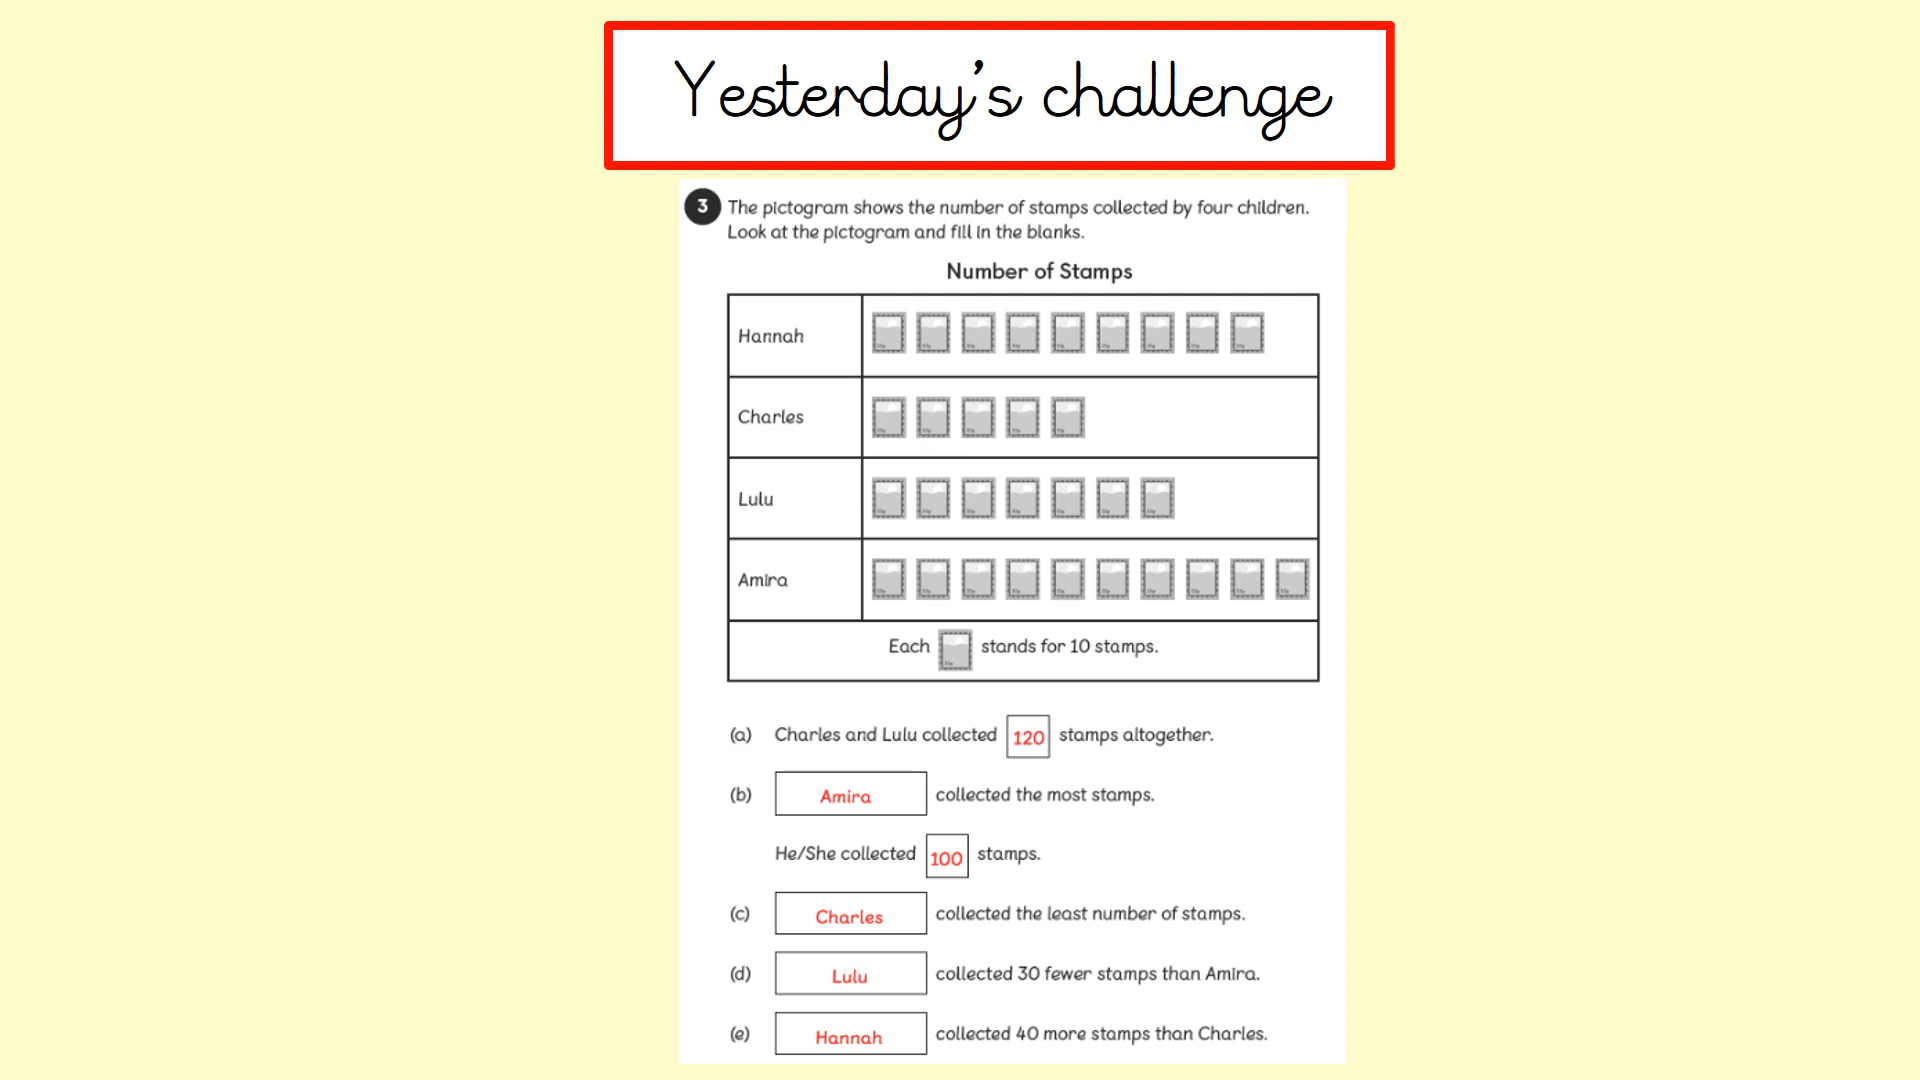 Yesterday's challenge
3 The pictogram shows the number of stamps collected by four children.
Look at the pictogram and fill in the blanks.
Number of Stamps
Hannah
Charles
Lulu
Amira
Each stands for 10 stamps.
(a) Charles and Lulu collected 120 stamps altogether.
(b) Amira collected the most stamps.
He/She collected 100 stamps.
(c) Charles collected the least number of stamps.
(d) Lulu collected 30 fewer stamps than Amira.
(e) Hannah collected 40 more stamps than Charles.